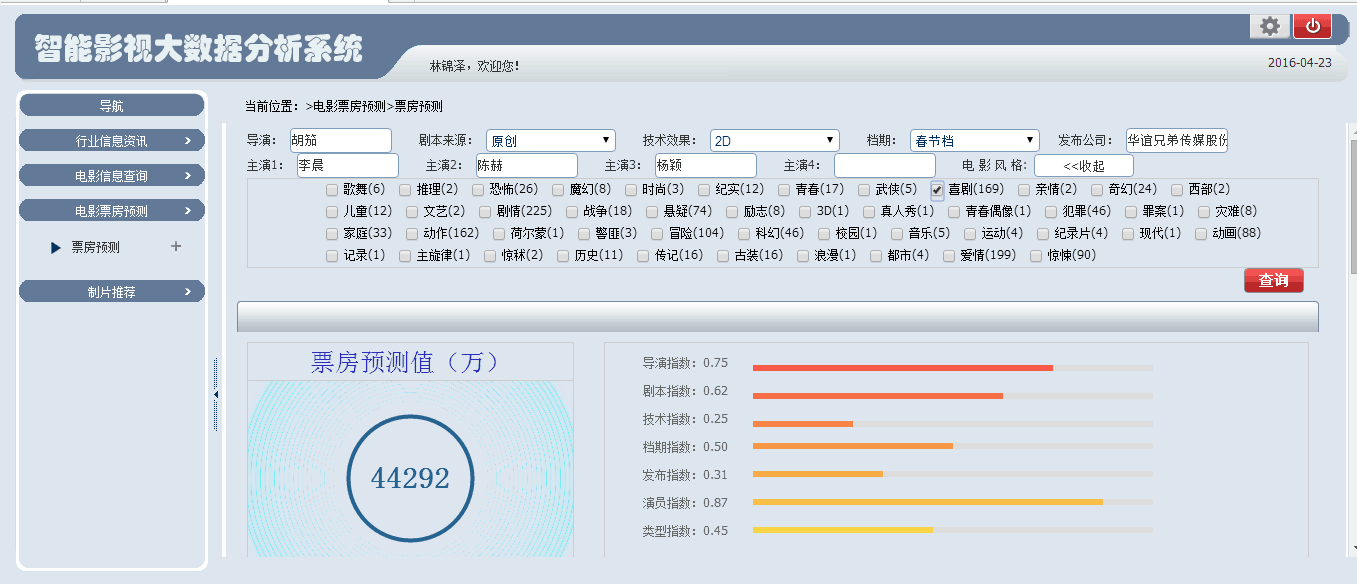 智能影视大数据分析系统
林锦泽，欢迎您！
2016-04-23
导航
行业信息资讯
电影信息查询
电影票房预测
票房预测
制片推荐
当前位置：>电影票房预测>票房预测
导演： 胡笳 剧本来源： 原创 技术效果： 2D 档期： 春节档 发布公司： 华谊兄弟传媒股份
主演1： 李晨 主演2： 陈赫 主演3： 杨颖 主演4： 电 影 风 格: <<收起
歌舞(6) 推理(2) 恐怖(26) 魔幻(8) 时尚(3) 纪实(12) 青春(17) 武侠(5) 喜剧(169) 亲情(2) 奇幻(24) 西部(2)
儿童(12) 文艺(2) 剧情(225) 战争(18) 悬疑(74) 励志(8) 3D(1) 真人秀(1) 青春偶像(1) 犯罪(46) 罪案(1) 灾难(8)
家庭(33) 动作(162) 荷尔蒙(1) 警匪(3) 冒险(104) 科幻(46) 校园(1) 音乐(5) 运动(4) 纪录片(4) 现代(1) 动画(88)
记录(1) 主旋律(1) 惊秫(2) 历史(11) 传记(16) 古装(16) 浪漫(1) 都市(4) 爱情(199) 惊悚(90)
查询
票房预测值（万）
44292
导演指数： 0.75
剧本指数： 0.62
技术指数： 0.25
档期指数： 0.50
发布指数： 0.31
演员指数： 0.87
类型指数： 0.45